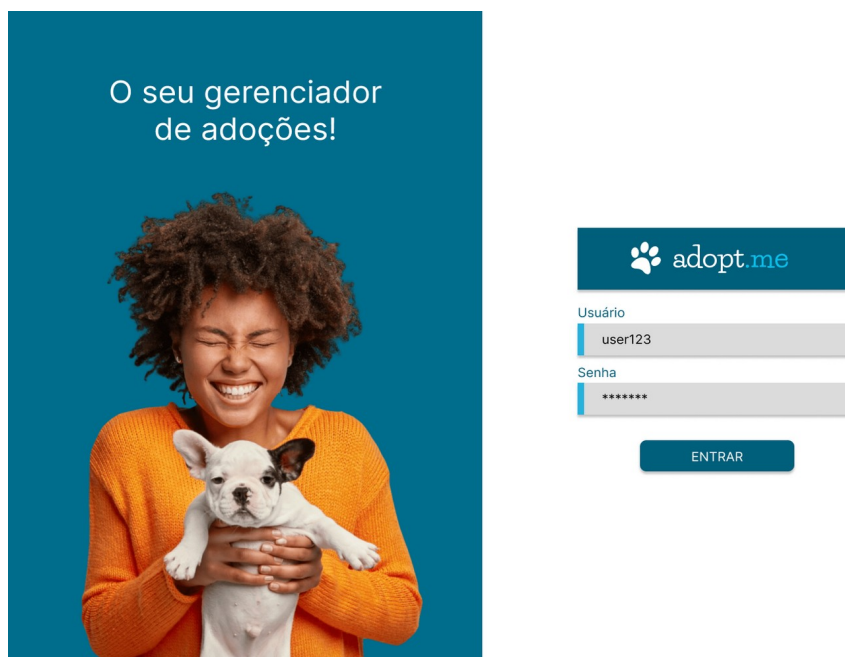 O seu gerenciador
de adoções!
adopt.me
Usuário
user123
Senha
*******
ENTRAR